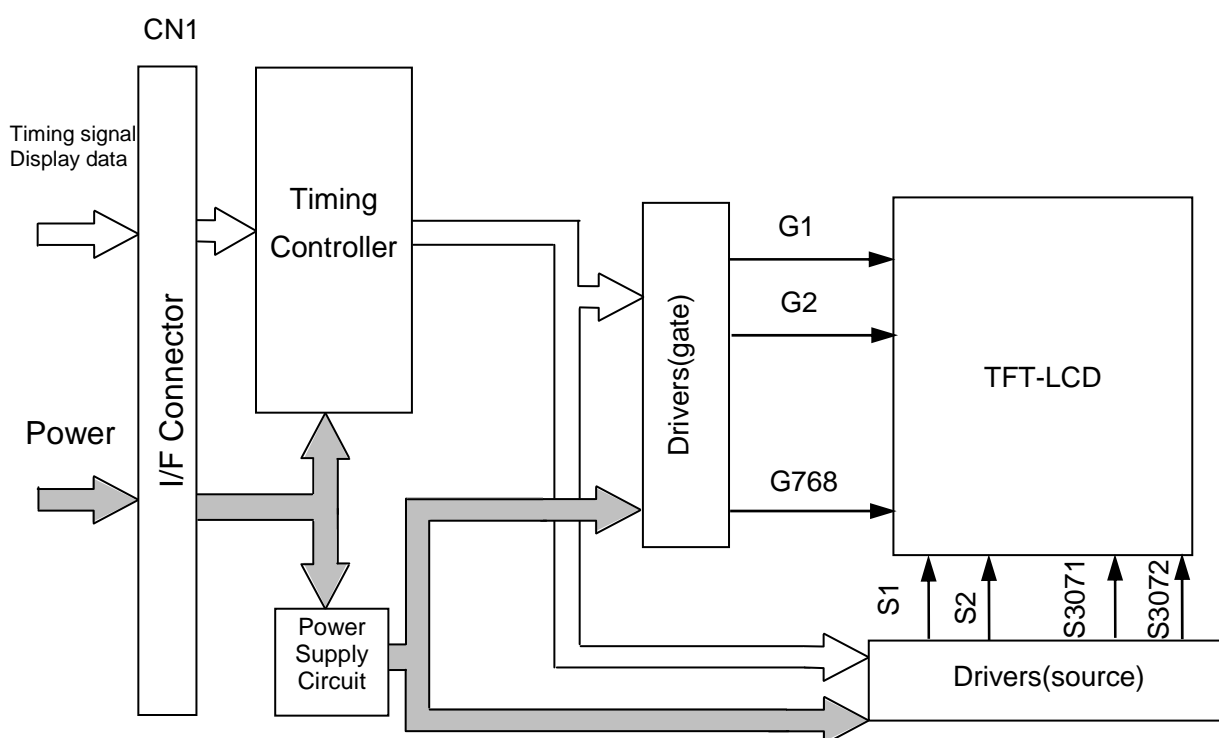 CN1
Timing signal
Display data
Power
I/F Connector
Timing
Controller
Power
Supply
Circuit
Drivers(gate)
G1
G2
G768
TFT-LCD
S1
S2
S3071
S3072
Drivers(source)